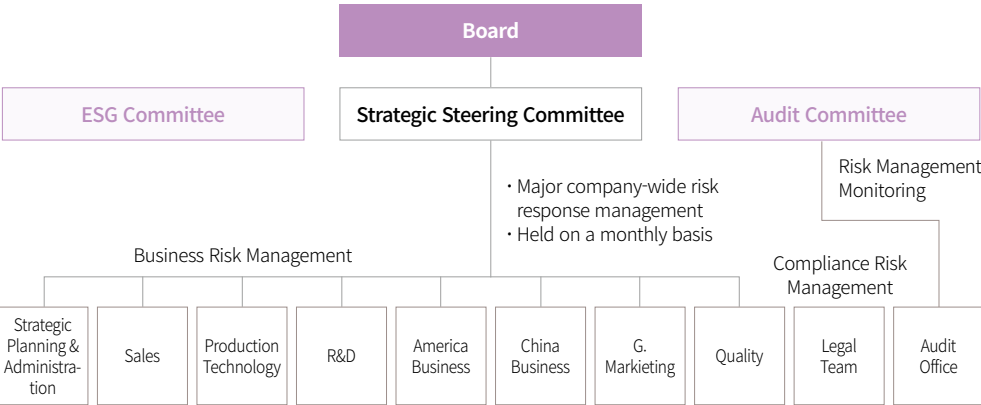 Board
ESG Committee
Strategic Steering Committee
Audit Committee
Risk Management
Monitoring
· Major company-wide risk
response management
· Held on a monthly basis
Business Risk Management
Compliance Risk
Management
Strategic
Planning &
Administra-
tion
Sales
Production
Technology
R&D
America
Business
China
Business
G.
Markieting
Quality
Legal
Team
Audit
Office